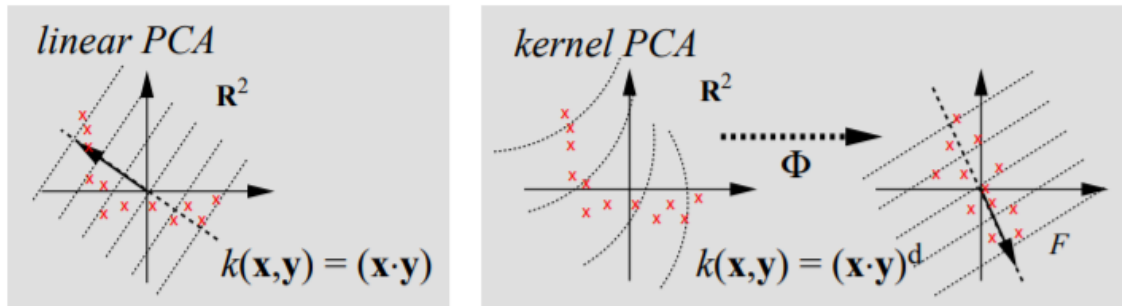 linear PCA
R²
k(x,y) = (x·y)
kernel PCA
R²
Φ
k(x,y) = (x·y)ᵈ
F